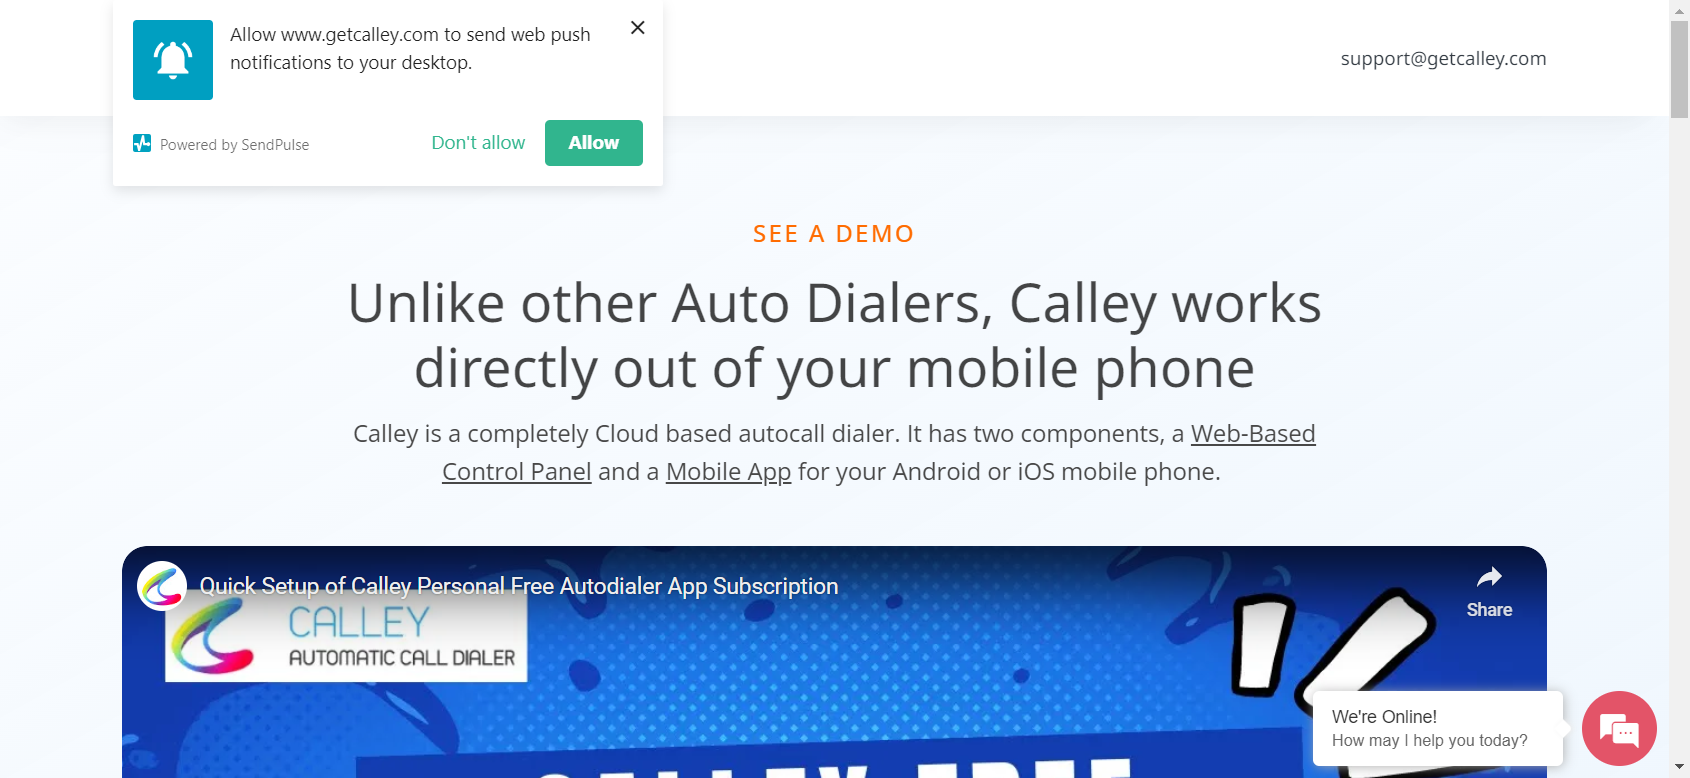 Allow www.getcalley.com to send web push
notifications to your desktop.
Powered by SendPulse
Don't allow
Allow
support@getcalley.com
SEE A DEMO
Unlike other Auto Dialers, Calley works
directly out of your mobile phone
Calley is a completely Cloud based autocall dialer. It has two components, a Web-Based
Control Panel and a Mobile App for your Android or iOS mobile phone.
Quick Setup of Calley Personal Free Autodialer App Subscription
Share
CALLEY
AUTOMATIC CALL DIALER
CALLEY FREE
We're Online!
How may I help you today?